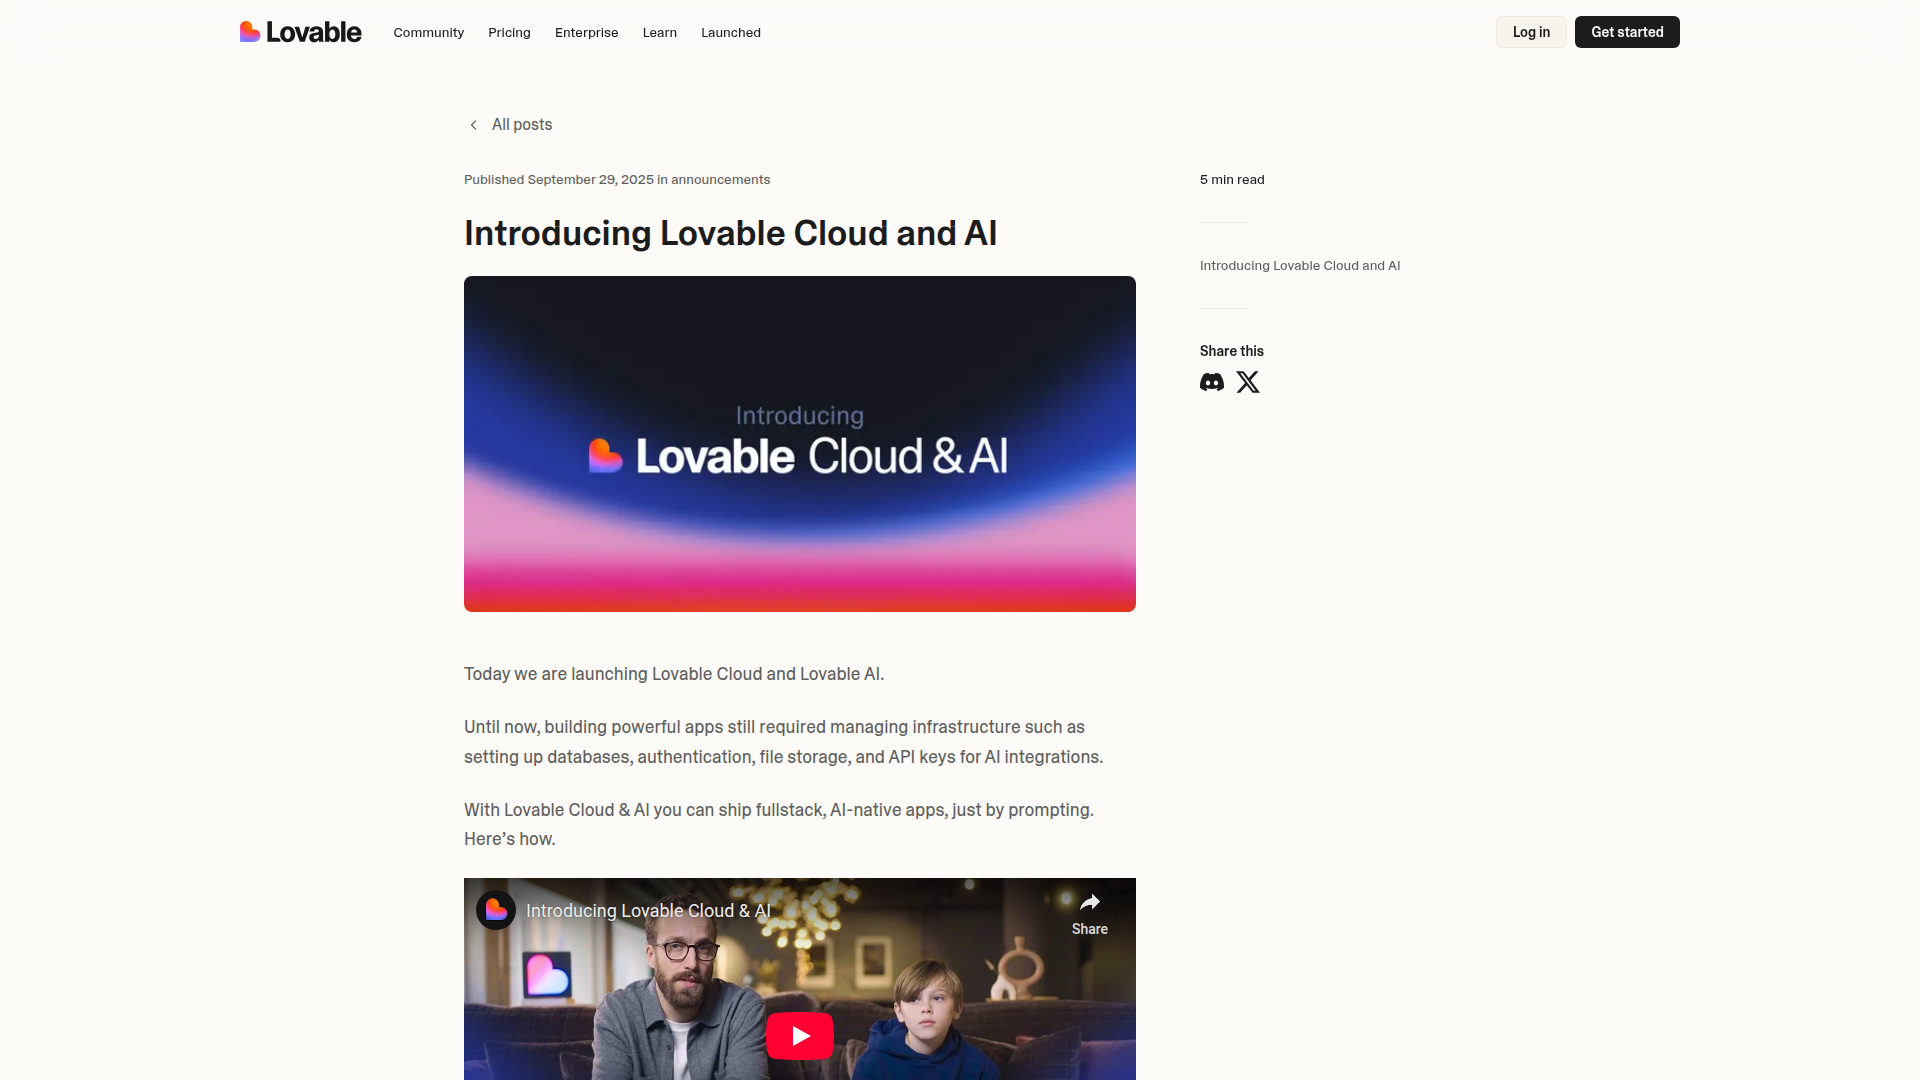 Lovable
Community
Pricing
Enterprise
Learn
Launched
Log in
Get started
All posts
Published September 29, 2025 in announcements
5 min read
Introducing Lovable Cloud and AI
Introducing Lovable Cloud and AI
Share this
Introducing
Lovable Cloud & AI
Today we are launching Lovable Cloud and Lovable AI.
Until now, building powerful apps still required managing infrastructure such as
setting up databases, authentication, file storage, and API keys for AI integrations.
With Lovable Cloud & AI you can ship fullstack, AI-native apps, just by prompting.
Here’s how.
Introducing Lovable Cloud & AI
Share